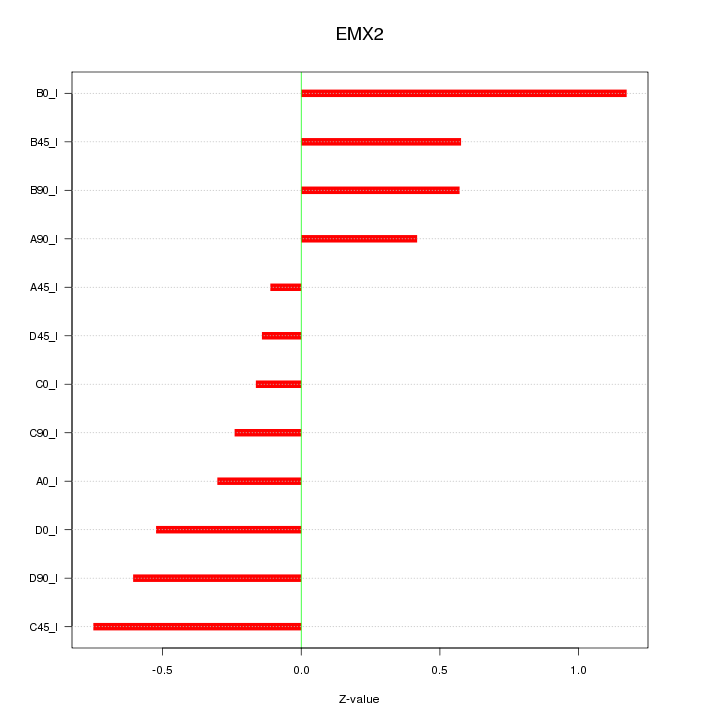 EMX2
B0_I
B45_I
B90_I
A90_I
A45_I
D45_I
C0_I
C90_I
A0_I
D0_I
D90_I
C45_I
-0.5 0.0 0.5 1.0
Z-value